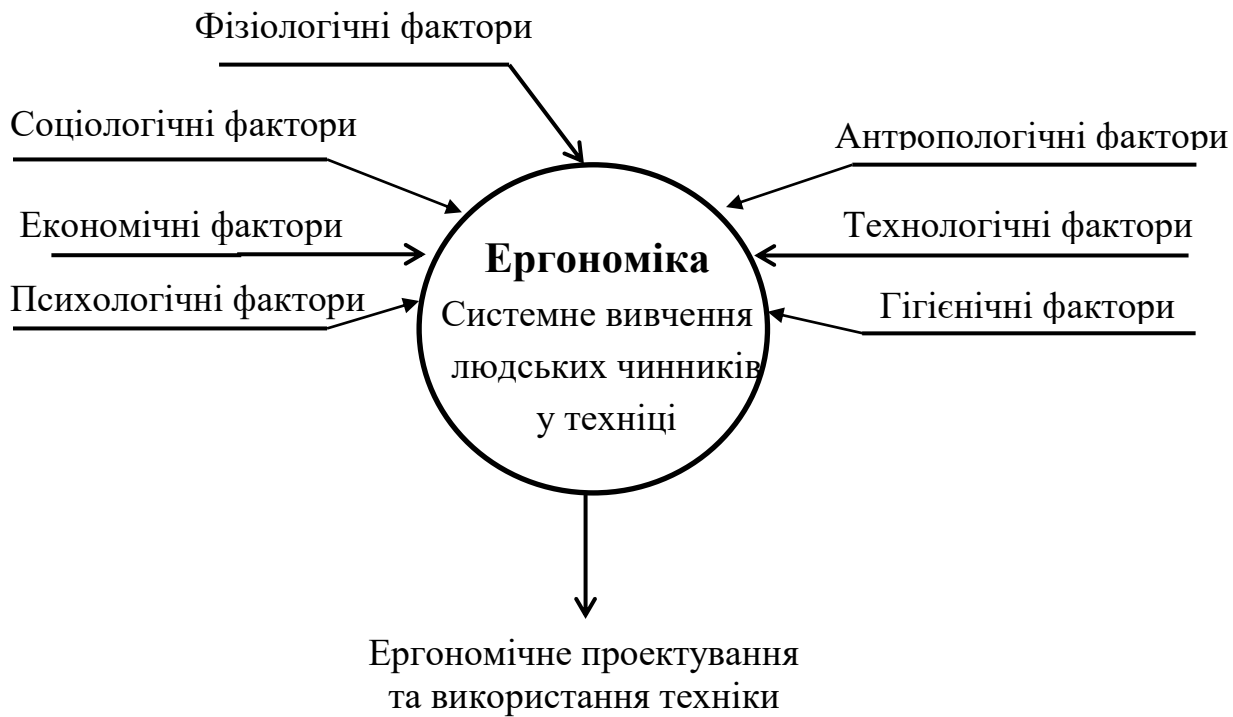 Фізіологічні фактори
Соціологічні фактори
Антропологічні фактори
Економічні фактори
Технологічні фактори
Психологічні фактори
Гігієнічні фактори
Ергономіка
Системне вивчення
людських чинників
у техніці
Ергономічне проектування
та використання техніки